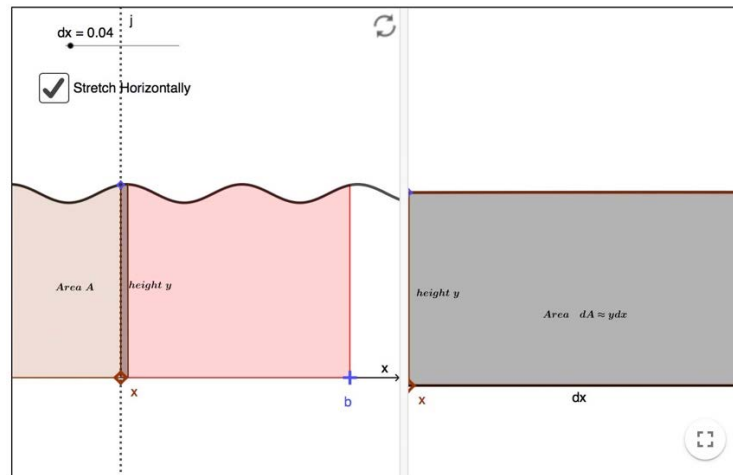 j
dx = 0.04
Stretch Horizontally
Area A
height y
x
x
b
height y
Area dA ≈ ydx
x
dx